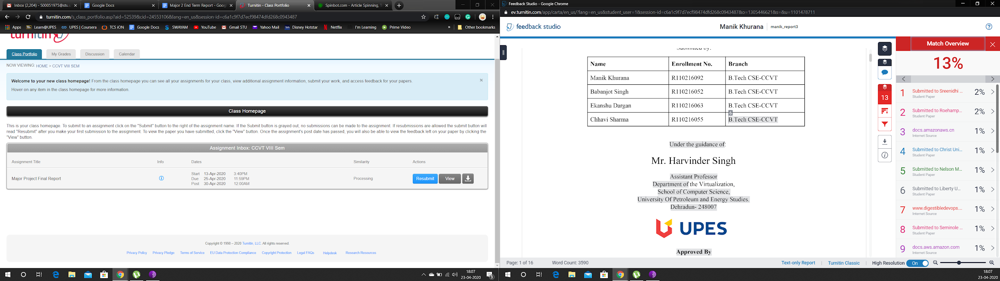 Inbox (2,204) - 500051975@stu.u
Google Docs
Major 2 End Term Report - Goog
Turnitin - Class Portfolio
Spinbot.com - Article Spinning, T
turnitin.com/s_class_portfolio.asp?aid=52539&cid=24553106&lang=en_us&session-id=c6a1c9f7d7ecf98474dfd268c0943487
Apps
Learn@UPES
UPES | Coursera
TCS iON
Google Docs
SWAYAM
YouTube
Gmail STU
Yahoo Mail
Disney Hotstar
Netflix
I'm Learning
Prime Video
»
Other bookmarks
turnitin
Class Portfolio
My Grades
Discussion
Calendar
NOW VIEWING: HOME > CCVT VIII SEM
Welcome to your new class homepage! From the class homepage you can see all your assignments for your class, view additional assignment information, submit your work, and access feedback for your papers.
Hover on any item in the class homepage for more information.
Class Homepage
This is your class homepage. To submit to an assignment click on the "Submit" button to the right of the assignment name. If the Submit button is grayed out, no submissions can be made to the assignment. If resubmissions are allowed the submit button will
read "Resubmit" after you make your first submission to the assignment. To view the paper you have submitted, click the "View" button. Once the assignment's post date has passed, you will also be able to view the feedback left on your paper by clicking the
"View" button.
Assignment Inbox: CCVT VIII Sem
Assignment Title Info Dates Similarity Actions
Major Project Final Report
Start 13-Apr-2020 3:40PM
Due 25-Apr-2020 11:59PM
Post 30-Apr-2020 12:00AM
Processing
Resubmit
View
Copyright © 1998 – 2020 Turnitin, LLC. All rights reserved.
Privacy Policy Privacy Pledge Terms of Service EU Data Protection Compliance Copyright Protection Legal FAQs Helpdesk Research Resources
18:07
23-04-2020
3
Feedback Studio - Google Chrome
ev.turnitin.com/app/carta/en_us/?lang=en_us&student_user=1&session-id=c6a1c9f7d7ecf98474dfd268c0943487&o=1305446621&s=&u=1101478711
feedback studio
Manik Khurana
manik_report3
Submitted by:
Name Enrollment No. Branch
Manik Khurana R110216092 B.Tech CSE-CCVT
Babanjot Singh R110216052 B.Tech CSE-CCVT
Ekanshu Dargan R110216063 B.Tech CSE-CCVT
6
Chhavi Sharma R110216055 B.Tech CSE-CCVT
Under the guidance of:
Mr. Harvinder Singh
Assistant Professor
Department of the Virtualization,
School of Computer Science,
University Of Petroleum and Energy Studies.
Dehradun- 248007
UPES
Approved By
13
Match Overview
13%
1 Submitted to Sreenidhi ... 2%
Student Paper
2 Submitted to Roehamp... 2%
Student Paper
3 docs.amazonaws.cn 1%
Internet Source
4 Submitted to Christ Uni... 1%
Student Paper
5 Submitted to Nelson M... 1%
Student Paper
6 Submitted to Liberty U... 1%
Student Paper
7 www.digestibledevops.... 1%
Internet Source
8 Submitted to Seminole ... 1%
Student Paper
9 docs.aws.amazon.com 1%
Internet Source
Page: 1 of 16
Word Count: 3590
Text-only Report
Turnitin Classic
High Resolution
On
18:07
23-04-2020